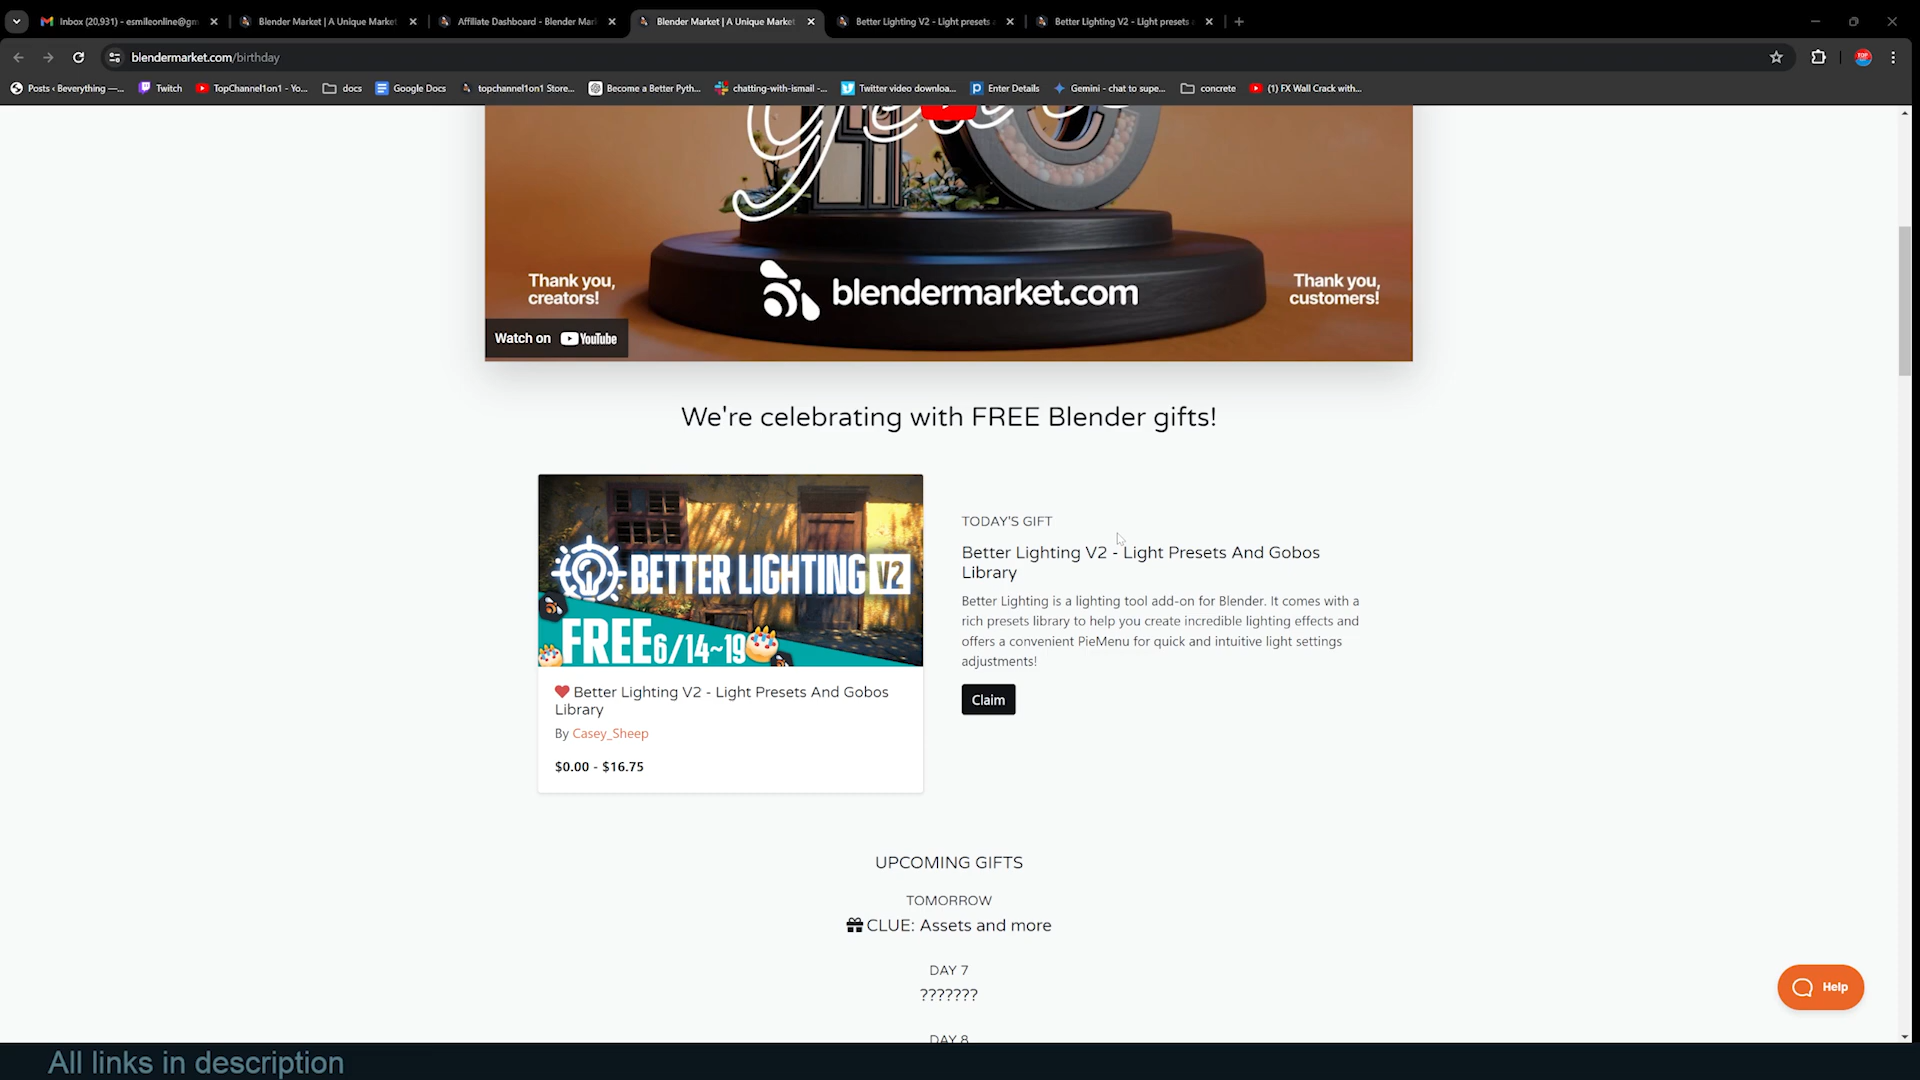 Inbox (20,931) - esmileonline@gm
Blender Market | A Unique Market
Affiliate Dashboard - Blender Mar
Blender Market | A Unique Market
Better Lighting V2 - Light presets
Better Lighting V2 - Light presets
blendermarket.com/birthday
Posts ‹ Beverything —...
Twitch
TopChannel1on1 - Yo...
docs
Google Docs
topchannel1on1 Store...
Become a Better Pyth...
chatting-with-ismail -...
Twitter video downloa...
Enter Details
Gemini - chat to supe...
concrete
(1) FX Wall Crack with...
Thank you,
creators!
blendermarket.com
Thank you,
customers!
Watch on YouTube
We're celebrating with FREE Blender gifts!
BETTER LIGHTING V2
FREE 6/14~19
Better Lighting V2 - Light Presets And Gobos
Library
By Casey_Sheep
$0.00 - $16.75
TODAY'S GIFT
Better Lighting V2 - Light Presets And Gobos
Library
Better Lighting is a lighting tool add-on for Blender. It comes with a
rich presets library to help you create incredible lighting effects and
offers a convenient PieMenu for quick and intuitive light settings
adjustments!
Claim
UPCOMING GIFTS
TOMORROW
CLUE: Assets and more
DAY 7
???????
DAY 8
Help
All links in description